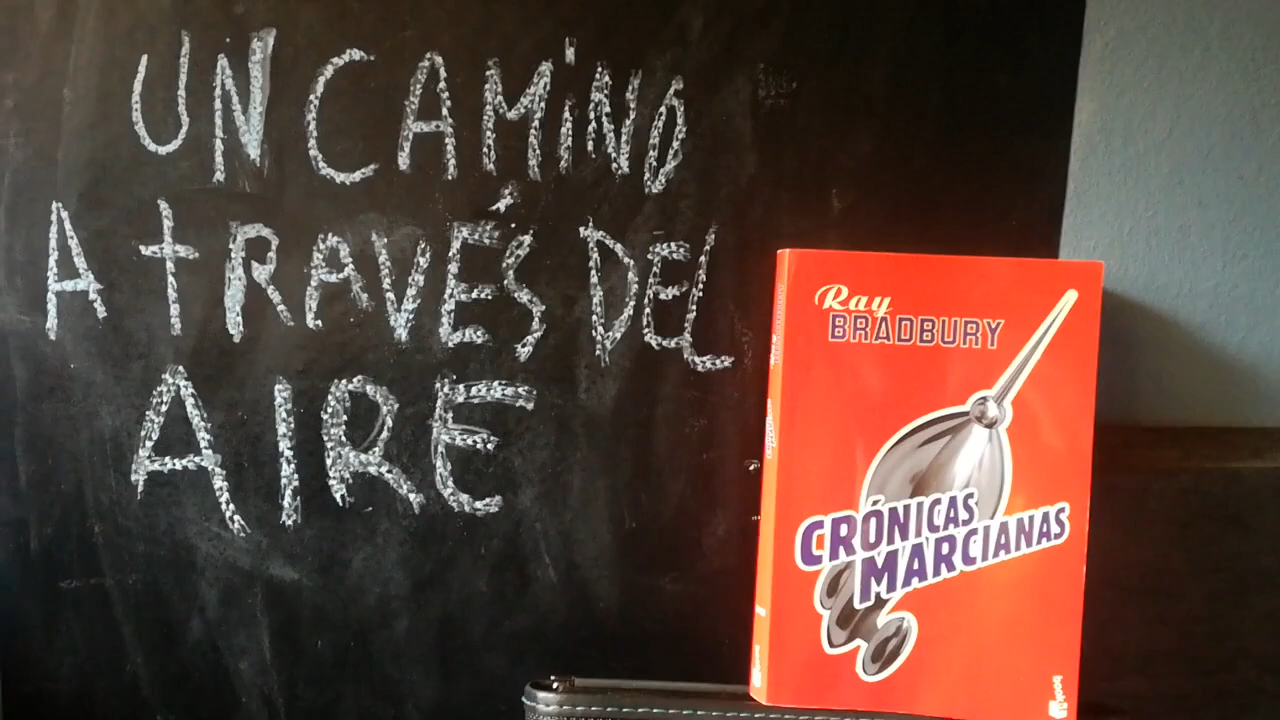 UN CAMINO
A TRAVÉS DEL
AIRE
Ray
BRADBURY
CRÓNICAS
MARCIANAS